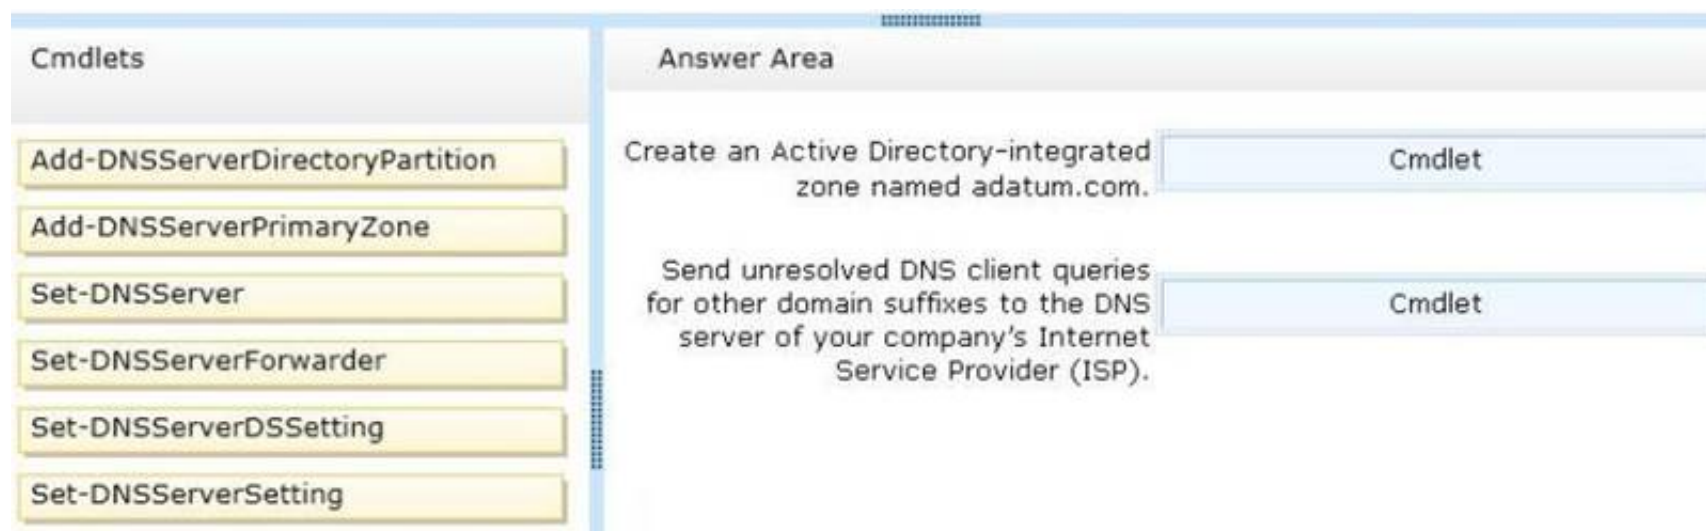 Cmdlets
Add-DNSServerDirectoryPartition
Add-DNSServerPrimaryZone
Set-DNSServer
Set-DNSServerForwarder
Set-DNSServerDSSetting
Set-DNSServerSetting
Answer Area
Create an Active Directory-integrated
zone named adatum.com.
Cmdlet
Send unresolved DNS client queries
for other domain suffixes to the DNS
server of your company's Internet
Service Provider (ISP).
Cmdlet